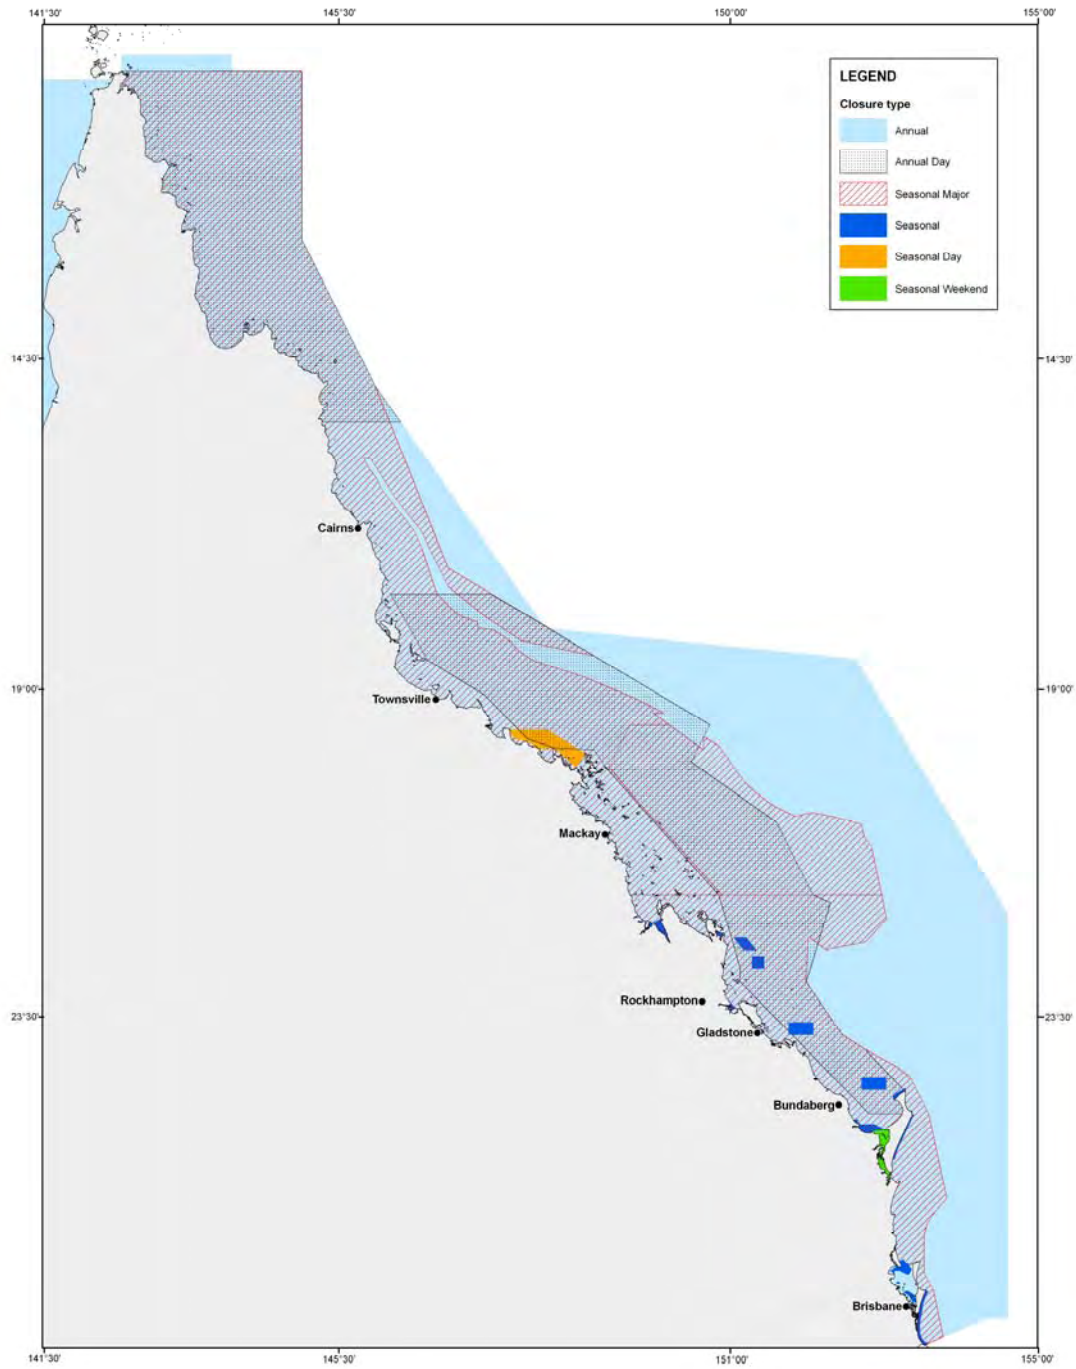 141°30'
145°30'
150°00'
155°00'
LEGEND
Closure type
Annual
Annual Day
Seasonal Major
Seasonal
Seasonal Day
Seasonal Weekend
14°30'
14°30'
Cairns
19°00'
19°00'
Townsville
Mackay
Rockhampton
23°30'
23°30'
Gladstone
Bundaberg
Brisbane
141°30'
145°30'
151°00'
155°00'